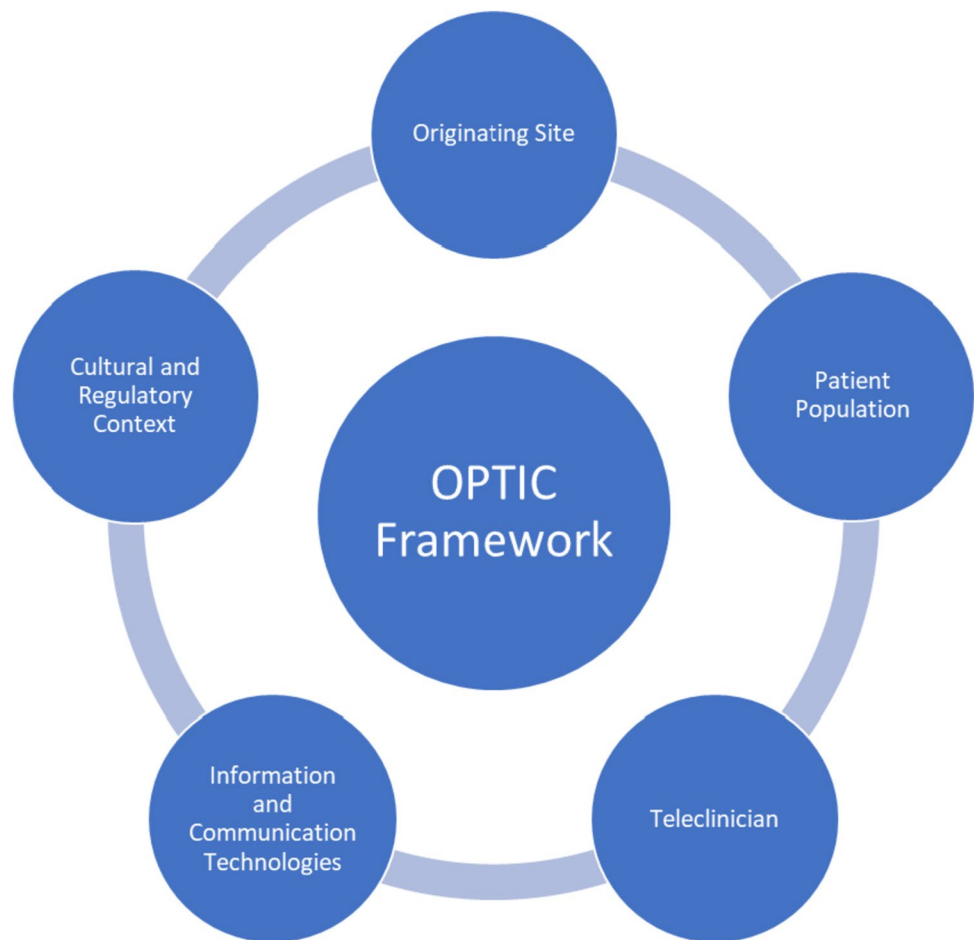 Originating Site
Patient
Population
Teleclinician
Information
and
Communication
Technologies
Cultural and
Regulatory
Context
OPTIC
Framework